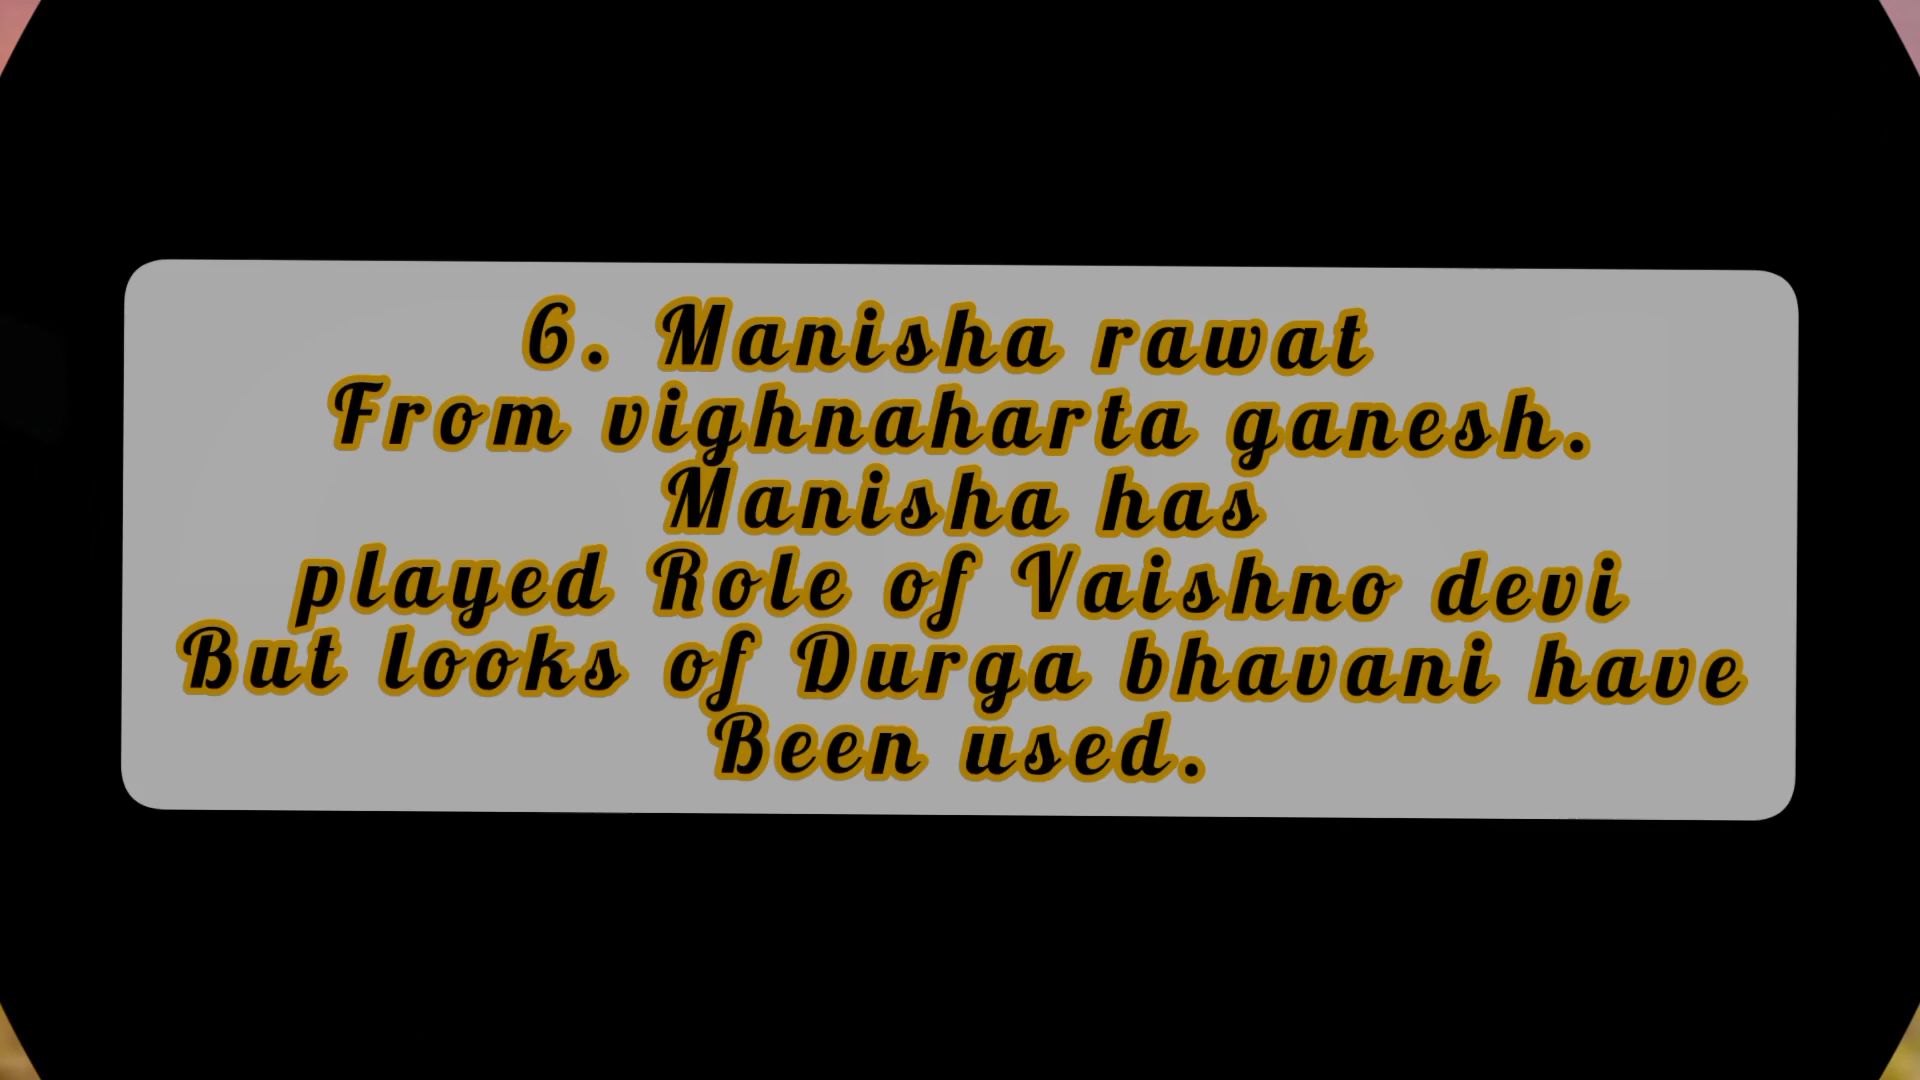 6. Manisha rawat
From vighnaharta ganesh.
Manisha has
played Role of Vaishno devi
But looks of Durga bhavani have
Been used.